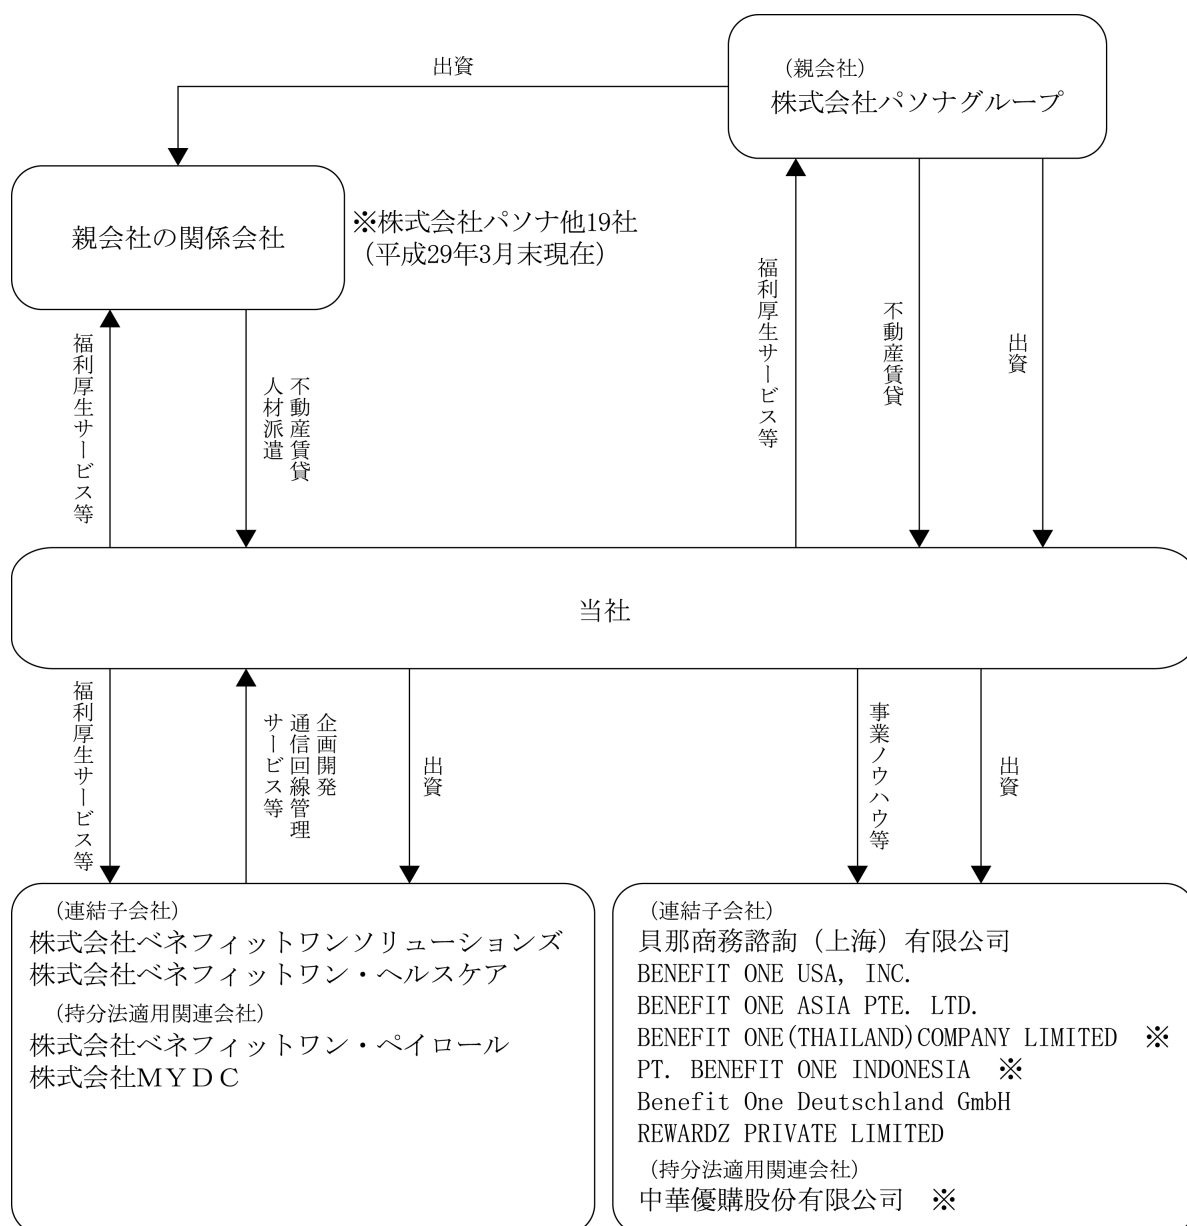 出資
（親会社）
株式会社パソナグループ
親会社の関係会社
※株式会社パソナ他19社
（平成29年3月末現在）
福利厚生サービス等
不動産賃貸
人材派遣
福利厚生サービス等
不動産賃貸
出資
当社
福利厚生サービス等
企画開発
通信回線管理
サービス等
出資
事業ノウハウ等
出資
（連結子会社）
株式会社ベネフィットワンソリューションズ
株式会社ベネフィットワン・ヘルスケア
（持分法適用関連会社）
株式会社ベネフィットワン・ペイロール
株式会社ＭＹＤＣ
（連結子会社）
貝那商務諮詢（上海）有限公司
BENEFIT ONE USA, INC.
BENEFIT ONE ASIA PTE. LTD.
BENEFIT ONE(THAILAND)COMPANY LIMITED ※
PT. BENEFIT ONE INDONESIA ※
Benefit One Deutschland GmbH
REWARDZ PRIVATE LIMITED
（持分法適用関連会社）
中華優購股份有限公司 ※